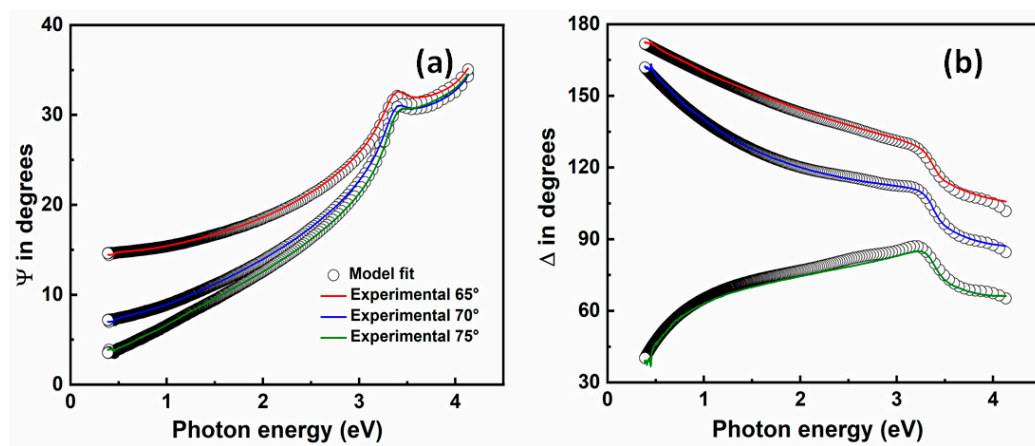 (a)
Ψ in degrees
40
30
20
10
0
Model fit
Experimental 65°
Experimental 70°
Experimental 75°
0 1 2 3 4
Photon energy (eV)
(b)
Δ in degrees
180
150
120
90
60
30
0 1 2 3 4
Photon energy (eV)